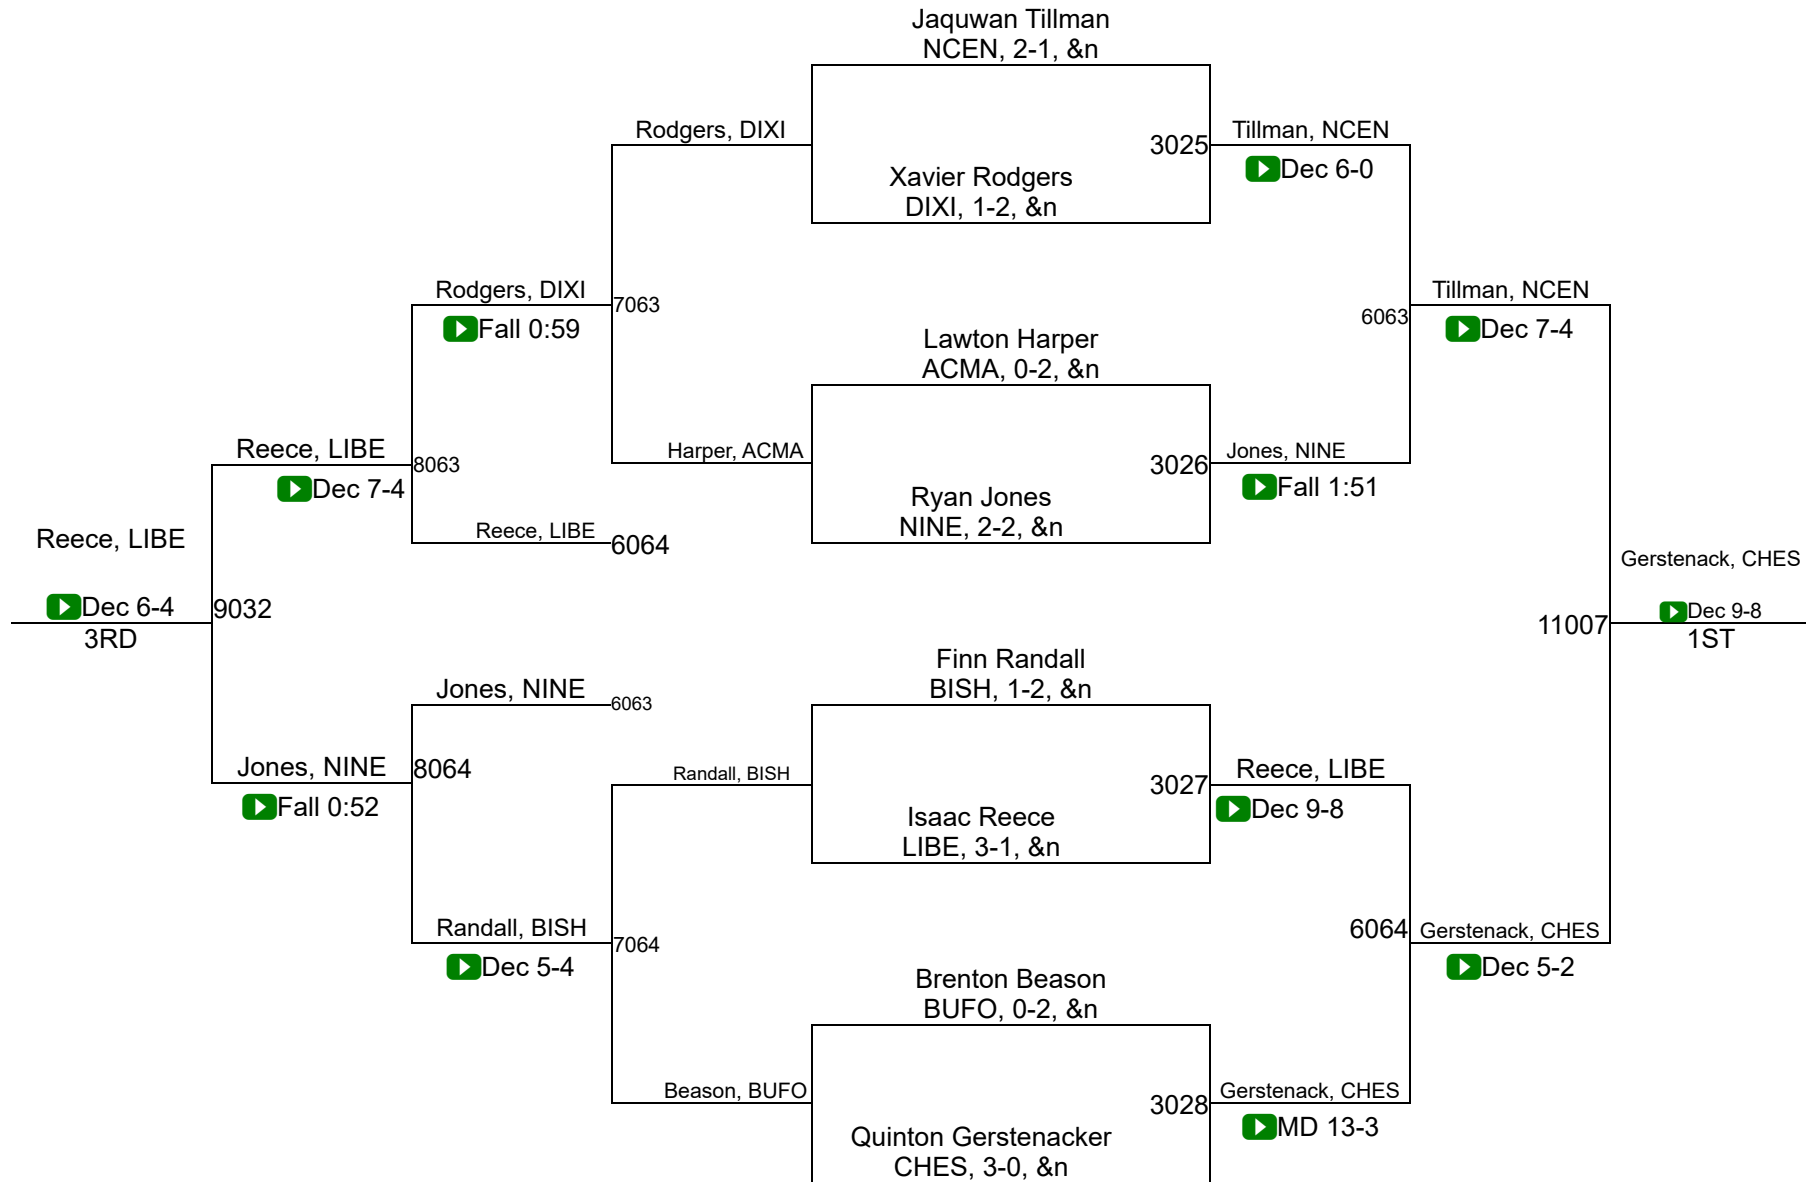 Jaquwan Tillman
NCEN, 2-1, &n
Rodgers, DIXI
3025
Tillman, NCEN
Dec 6-0
Xavier Rodgers
DIXI, 1-2, &n
Rodgers, DIXI
Fall 0:59
7063
6063
Tillman, NCEN
Dec 7-4
Lawton Harper
ACMA, 0-2, &n
Reece, LIBE
Dec 7-4
8063
Harper, ACMA
3026
Jones, NINE
Fall 1:51
Ryan Jones
NINE, 2-2, &n
Reece, LIBE
6064
Reece, LIBE
Dec 6-4
3RD
9032
Gerstenack, CHES
11007
Dec 9-8
1ST
Finn Randall
BISH, 1-2, &n
Jones, NINE
6063
Jones, NINE
Fall 0:52
8064
Randall, BISH
3027
Reece, LIBE
Dec 9-8
Isaac Reece
LIBE, 3-1, &n
Randall, BISH
Dec 5-4
7064
6064
Gerstenack, CHES
Dec 5-2
Brenton Beason
BUFO, 0-2, &n
Beason, BUFO
3028
Gerstenack, CHES
MD 13-3
Quinton Gerstenacker
CHES, 3-0, &n